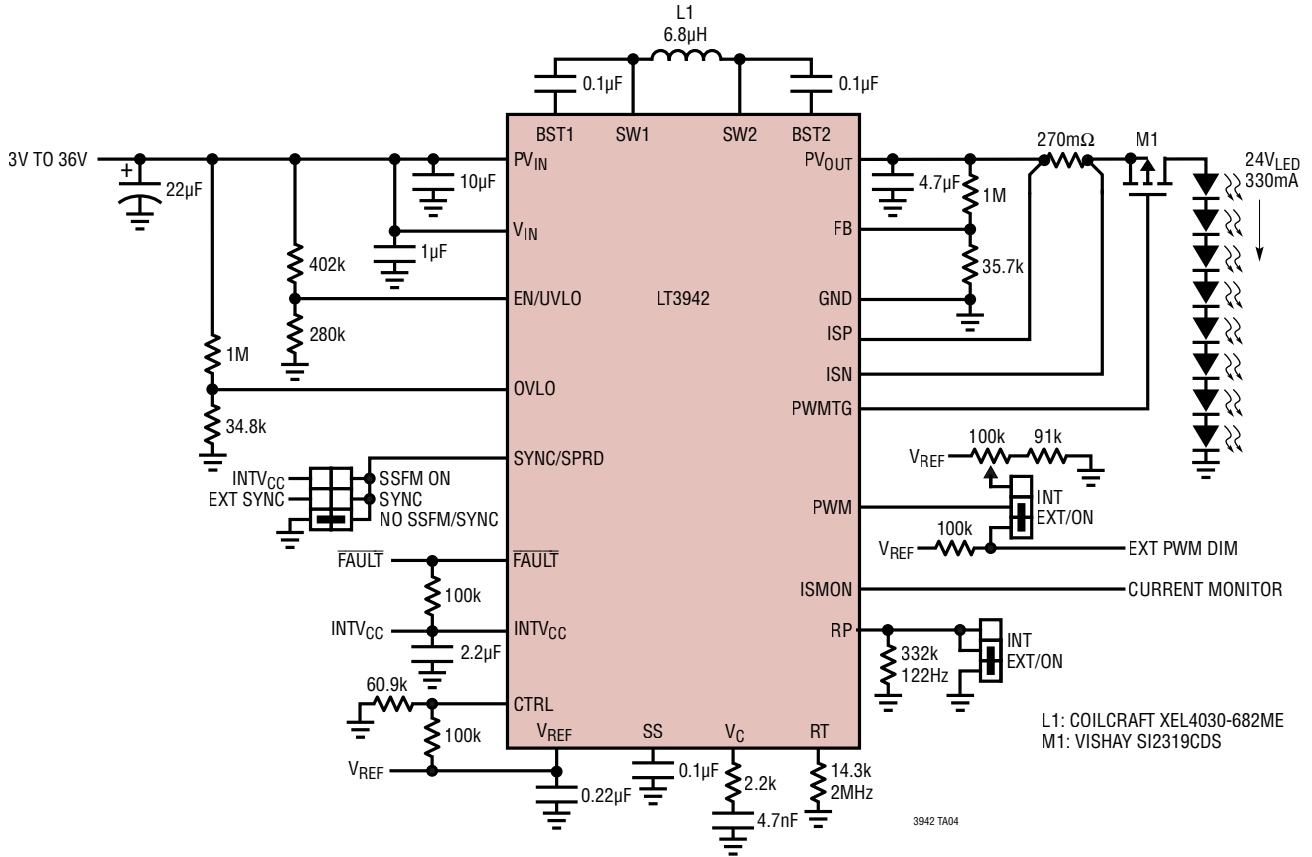 L1
6.8µH
0.1µF
0.1µF
BST1
SW1
SW2
BST2
3V TO 36V
+
22µF
10µF
1µF
PVIN
VIN
402k
280k
EN/UVLO
1M
34.8k
OVLO
LT3942
PVOUT
4.7µF
1M
FB
35.7k
GND
ISP
ISN
PWMTG
270mΩ
M1
24VLED
330mA
SYNC/SPRD
INTVCC
SSFM ON
EXT SYNC
SYNC
NO SSFM/SYNC
VREF
100k
91k
PWM
INT
EXT/ON
VREF
100k
EXT PWM DIM
FAULT
FAULT
100k
ISMON
CURRENT MONITOR
INTVCC
INTVCC
2.2µF
RP
332k
122Hz
INT
EXT/ON
60.9k
CTRL
100k
VREF
VREF
0.22µF
SS
0.1µF
VC
2.2k
4.7nF
RT
14.3k
2MHz
L1: COILCRAFT XEL4030-682ME
M1: VISHAY SI2319CDS
3942 TA04